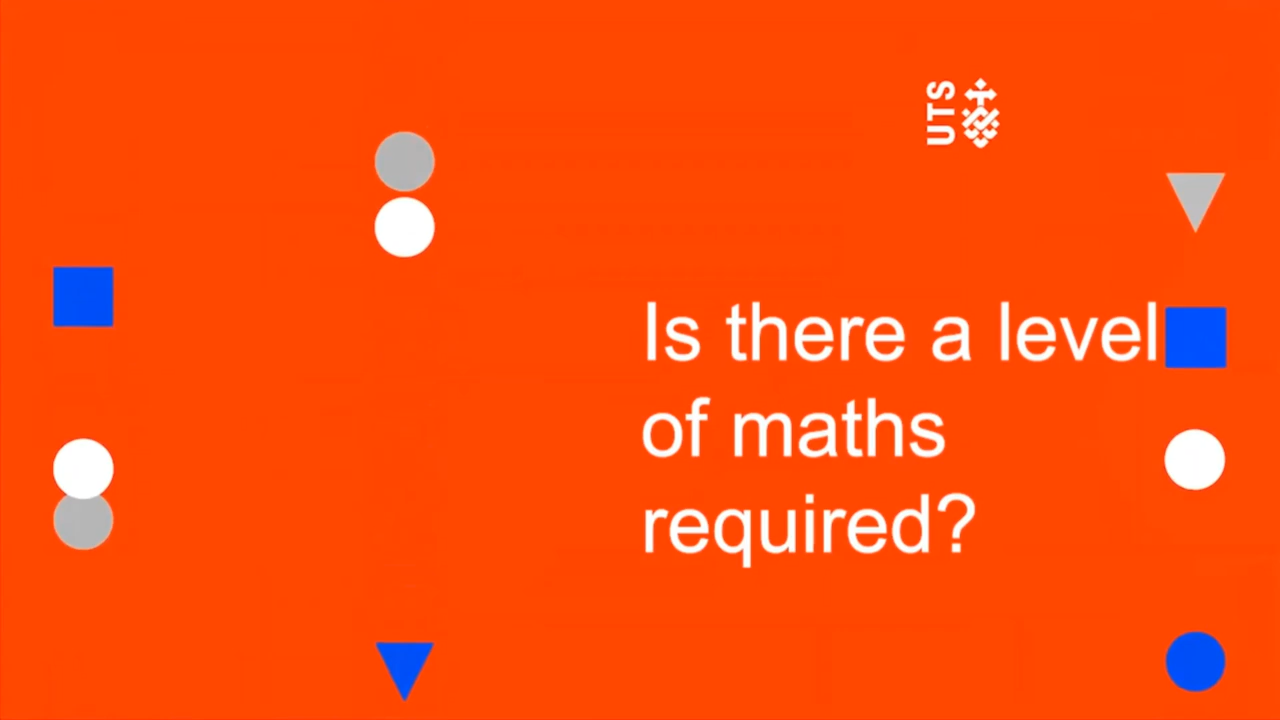 UTS
Is there a level
of maths
required?